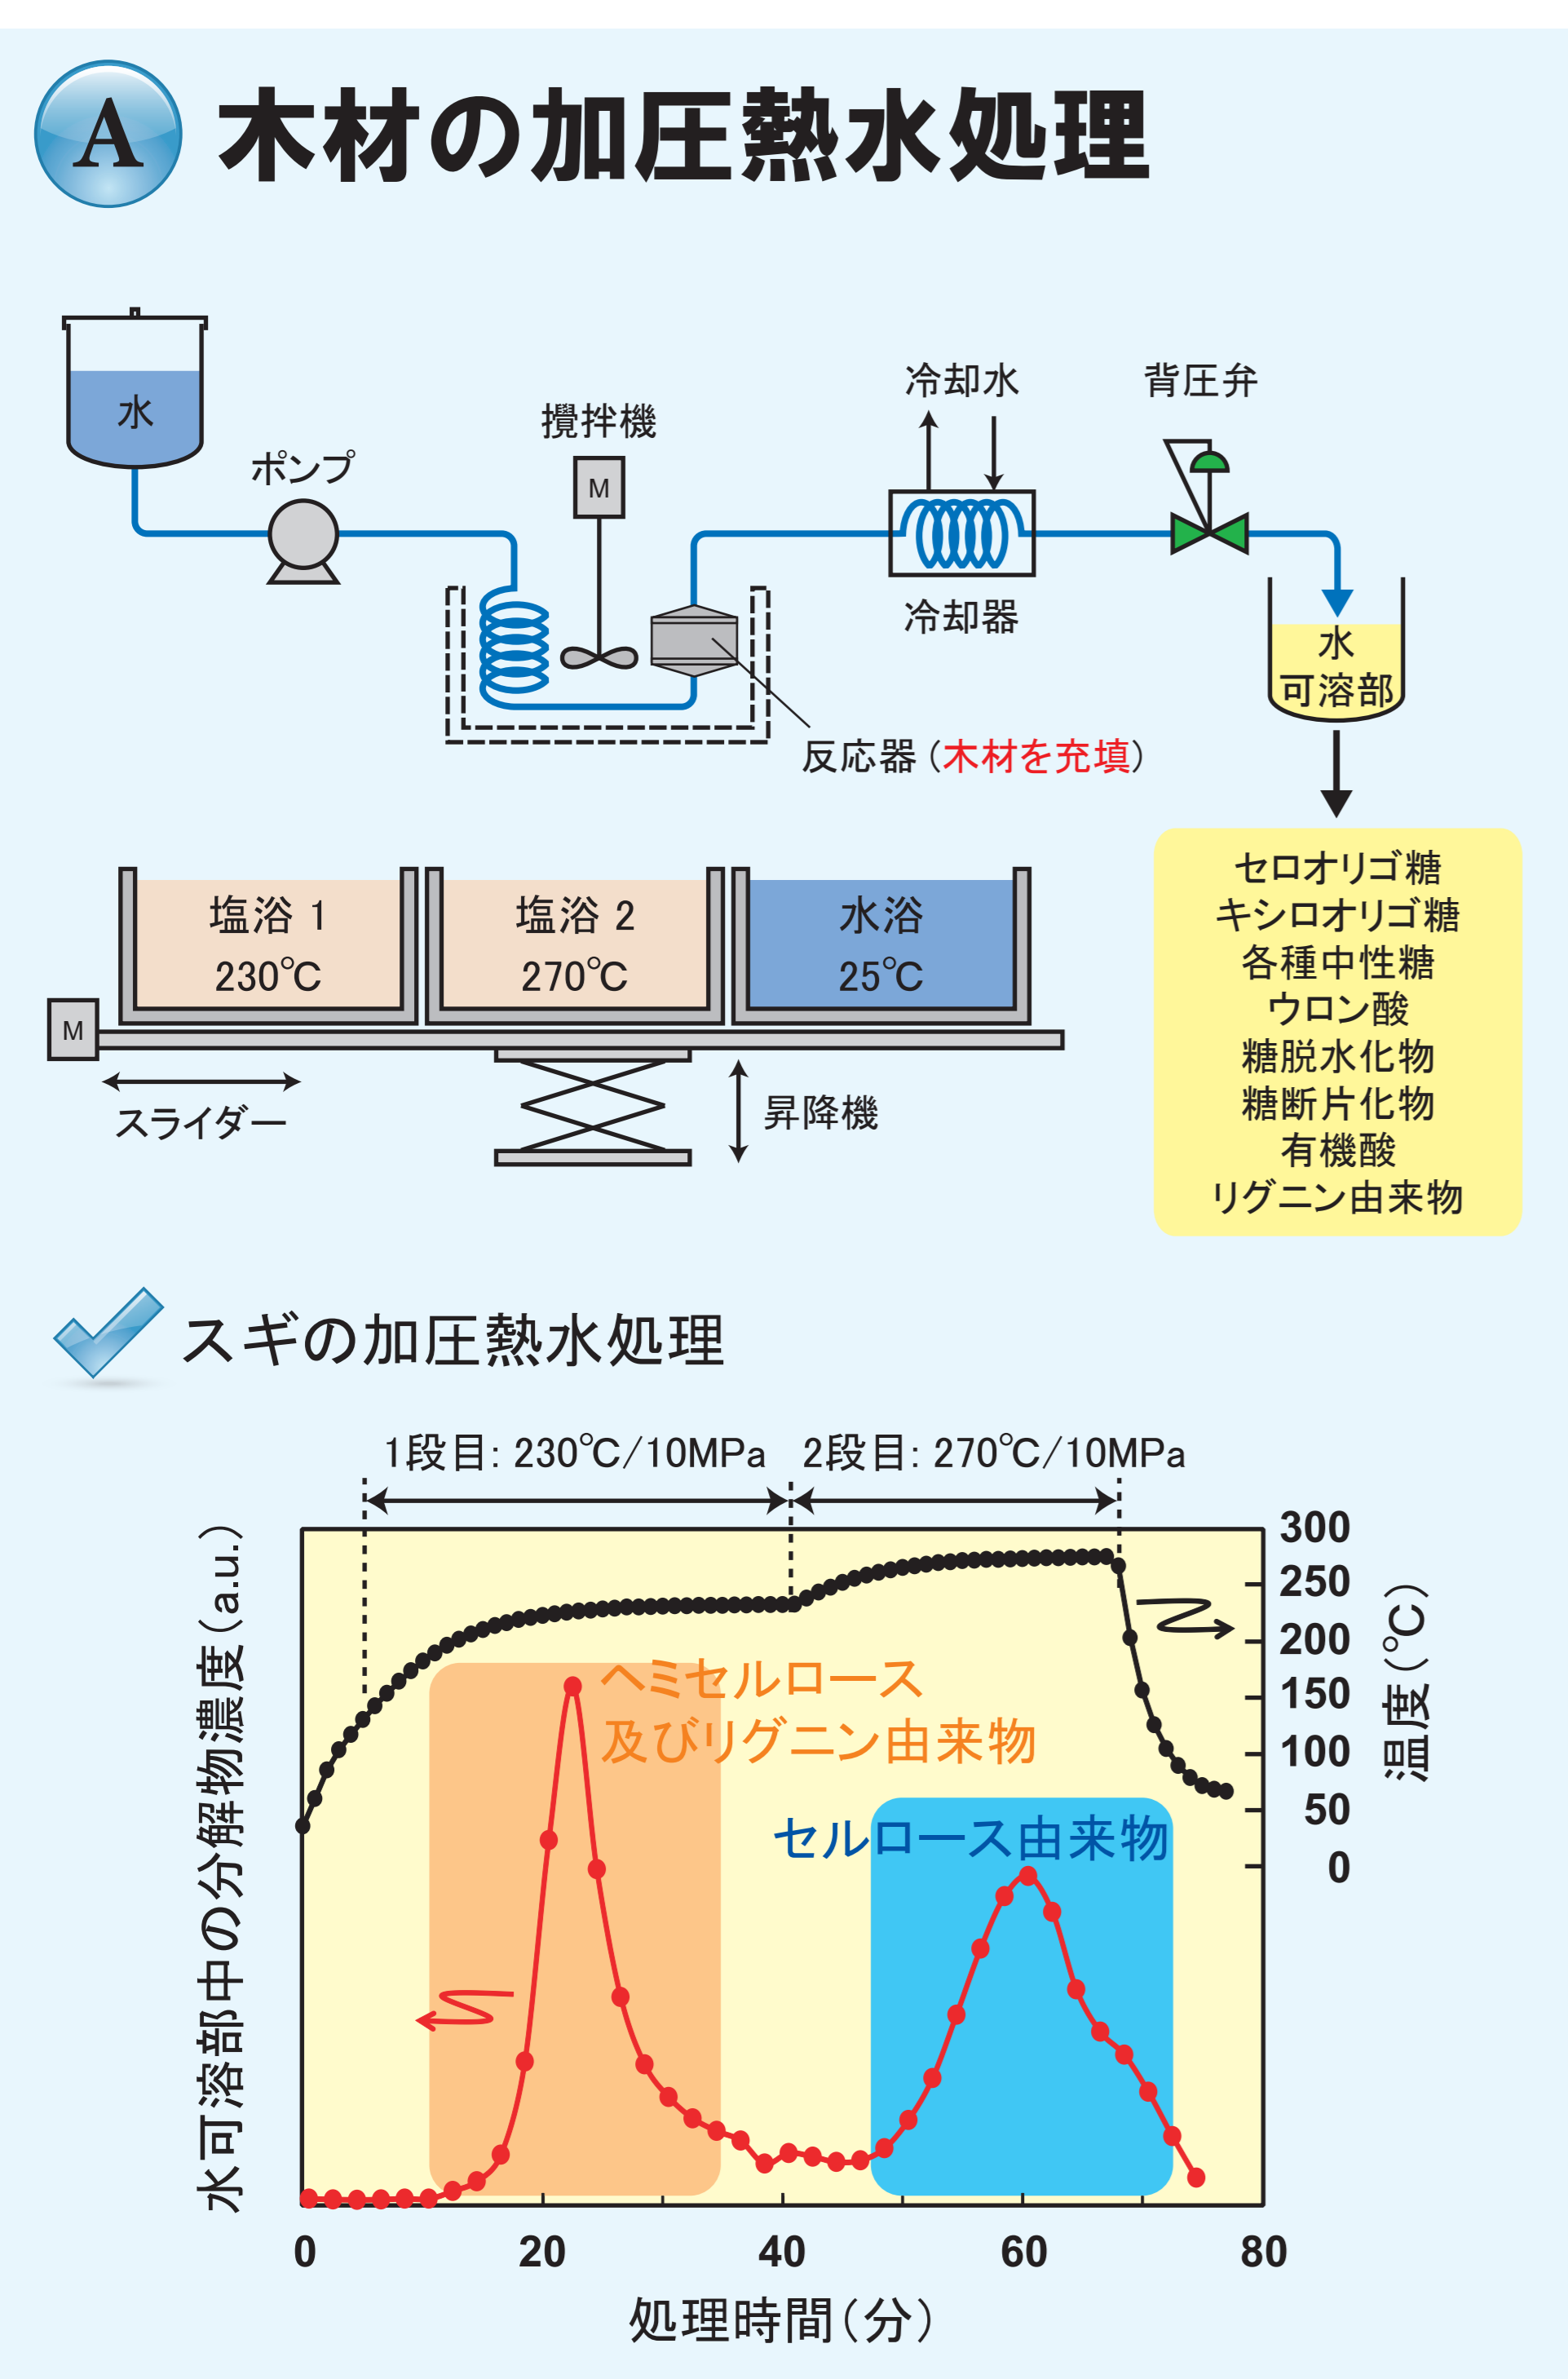 A
木材の加圧熱水処理
水
ポンプ
攪拌機
M
冷却水
冷却器
背圧弁
水
可溶部
反応器(木材を充填)
塩浴 1
230℃
塩浴 2
270℃
水浴
25℃
M
スライダー
昇降機
セロオリゴ糖
キシロオリゴ糖
各種中性糖
ウロン酸
糖脱水化物
糖断片化物
有機酸
リグニン由来物
スギの加圧熱水処理
1段目: 230℃/10MPa
2段目: 270℃/10MPa
水可溶部中の分解物濃度(a.u.)
ヘミセルロース
及びリグニン由来物
セルロース由来物
300
250
200
150
100
50
0
温度(℃)
0
20
40
60
80
処理時間(分)